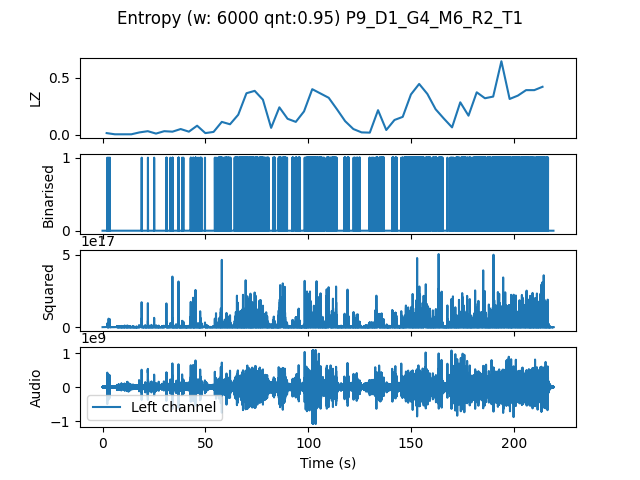 Entropy (w: 6000 qnt:0.95) P9_D1_G4_M6_R2_T1
LZ
0.5
0.0
Binarised
1
0
1e17
Squared
5
0
1e9
Audio
1
0
−1
Left channel
0 50 100 150 200
Time (s)